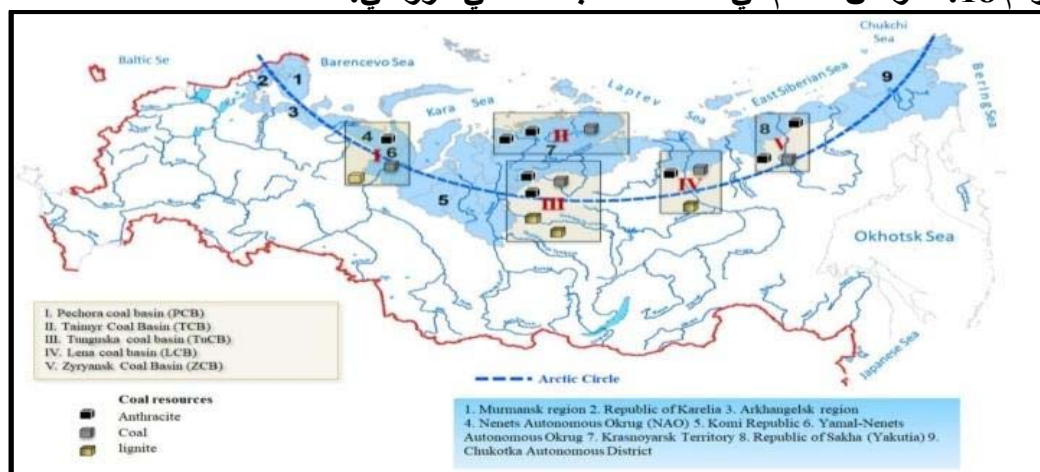 Baltic Se
Barencevo Sea
Kara Sea
Laptev Sea
East Siberian Sea
Chukchi
Sea
Bering Sea
Okhotsk Sea
Japanese Sea
1
2
3
4
I
6
5
II
7
III
IV
8
V
9
I. Pechora coal basin (PCB)
II. Taimyr Coal Basin (TCB)
III. Tunguska coal basin (TuCB)
IV. Lena coal basin (LCB)
V. Zyryansk Coal Basin (ZCB)
Coal resources
Anthracite
Coal
lignite
Arctic Circle
1. Murmansk region 2. Republic of Karelia 3. Arkhangelsk region
4. Nenets Autonomous Okrug (NAO) 5. Komi Republic 6. Yamal-Nenets
Autonomous Okrug 7. Krasnoyarsk Territory 8. Republic of Sakha (Yakutia) 9.
Chukotka Autonomous District